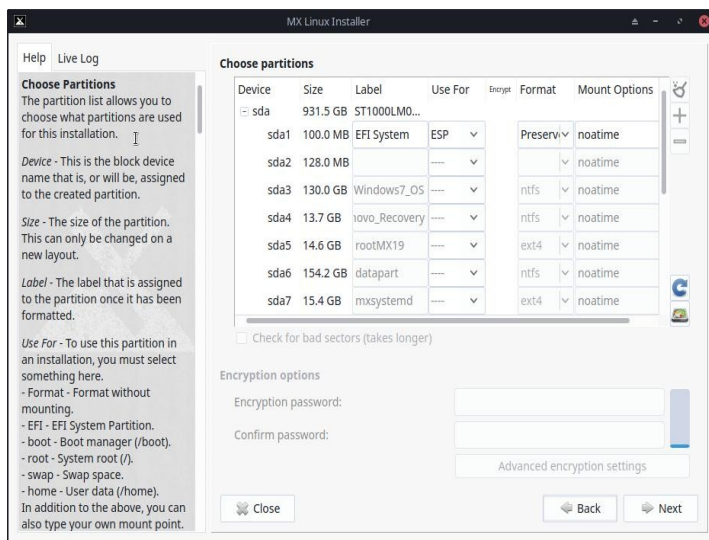 MX Linux Installer
Help Live Log
Choose Partitions
The partition list allows you to
choose what partitions are used
for this installation.
Device - This is the block device
name that is, or will be, assigned
to the created partition.
Size - The size of the partition.
This can only be changed on a
new layout.
Label - The label that is assigned
to the partition once it has been
formatted.
Use For - To use this partition in
an installation, you must select
something here.
- Format - Format without
mounting.
- EFI - EFI System Partition.
- boot - Boot manager (/boot).
- root - System root (/).
- swap - Swap space.
- home - User data (/home).
In addition to the above, you can
also type your own mount point.
Choose partitions
Device Size Label Use For Encrypt Format Mount Options
sda 931.5 GB ST1000LM0...
sda1 100.0 MB EFI System ESP Preserv noatime
sda2 128.0 MB ---- noatime
sda3 130.0 GB Windows7_OS ---- ntfs noatime
sda4 13.7 GB novo_Recovery ---- ntfs noatime
sda5 14.6 GB rootMX19 ---- ext4 noatime
sda6 154.2 GB datapart ---- ntfs noatime
sda7 15.4 GB mxsystemd ---- ext4 noatime
Check for bad sectors (takes longer)
Encryption options
Encryption password:
Confirm password:
Advanced encryption settings
Close Back Next